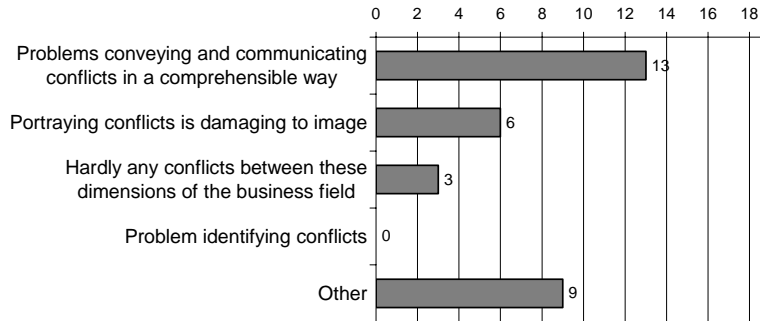 0 2 4 6 8 10 12 14 16 18
Problems conveying and communicating
conflicts in a comprehensible way
13
Portraying conflicts is damaging to image
6
Hardly any conflicts between these
dimensions of the business field
3
Problem identifying conflicts
0
Other
9